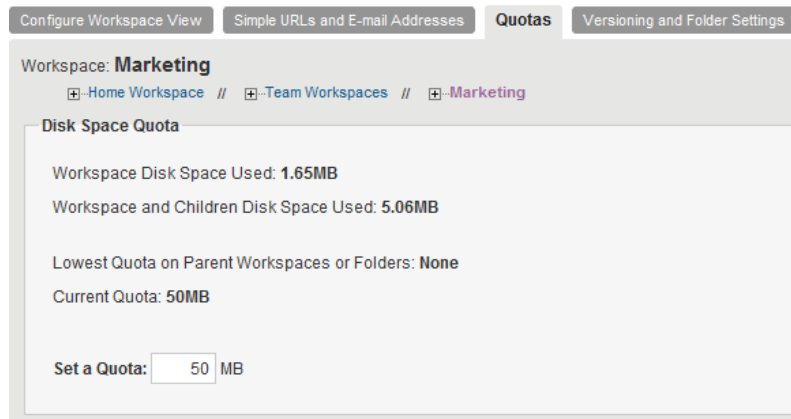 Configure Workspace View Simple URLs and E-mail Addresses Quotas Versioning and Folder Settings
Workspace: Marketing
Home Workspace // Team Workspaces // Marketing
Disk Space Quota
Workspace Disk Space Used: 1.65MB
Workspace and Children Disk Space Used: 5.06MB
Lowest Quota on Parent Workspaces or Folders: None
Current Quota: 50MB
Set a Quota: 50 MB